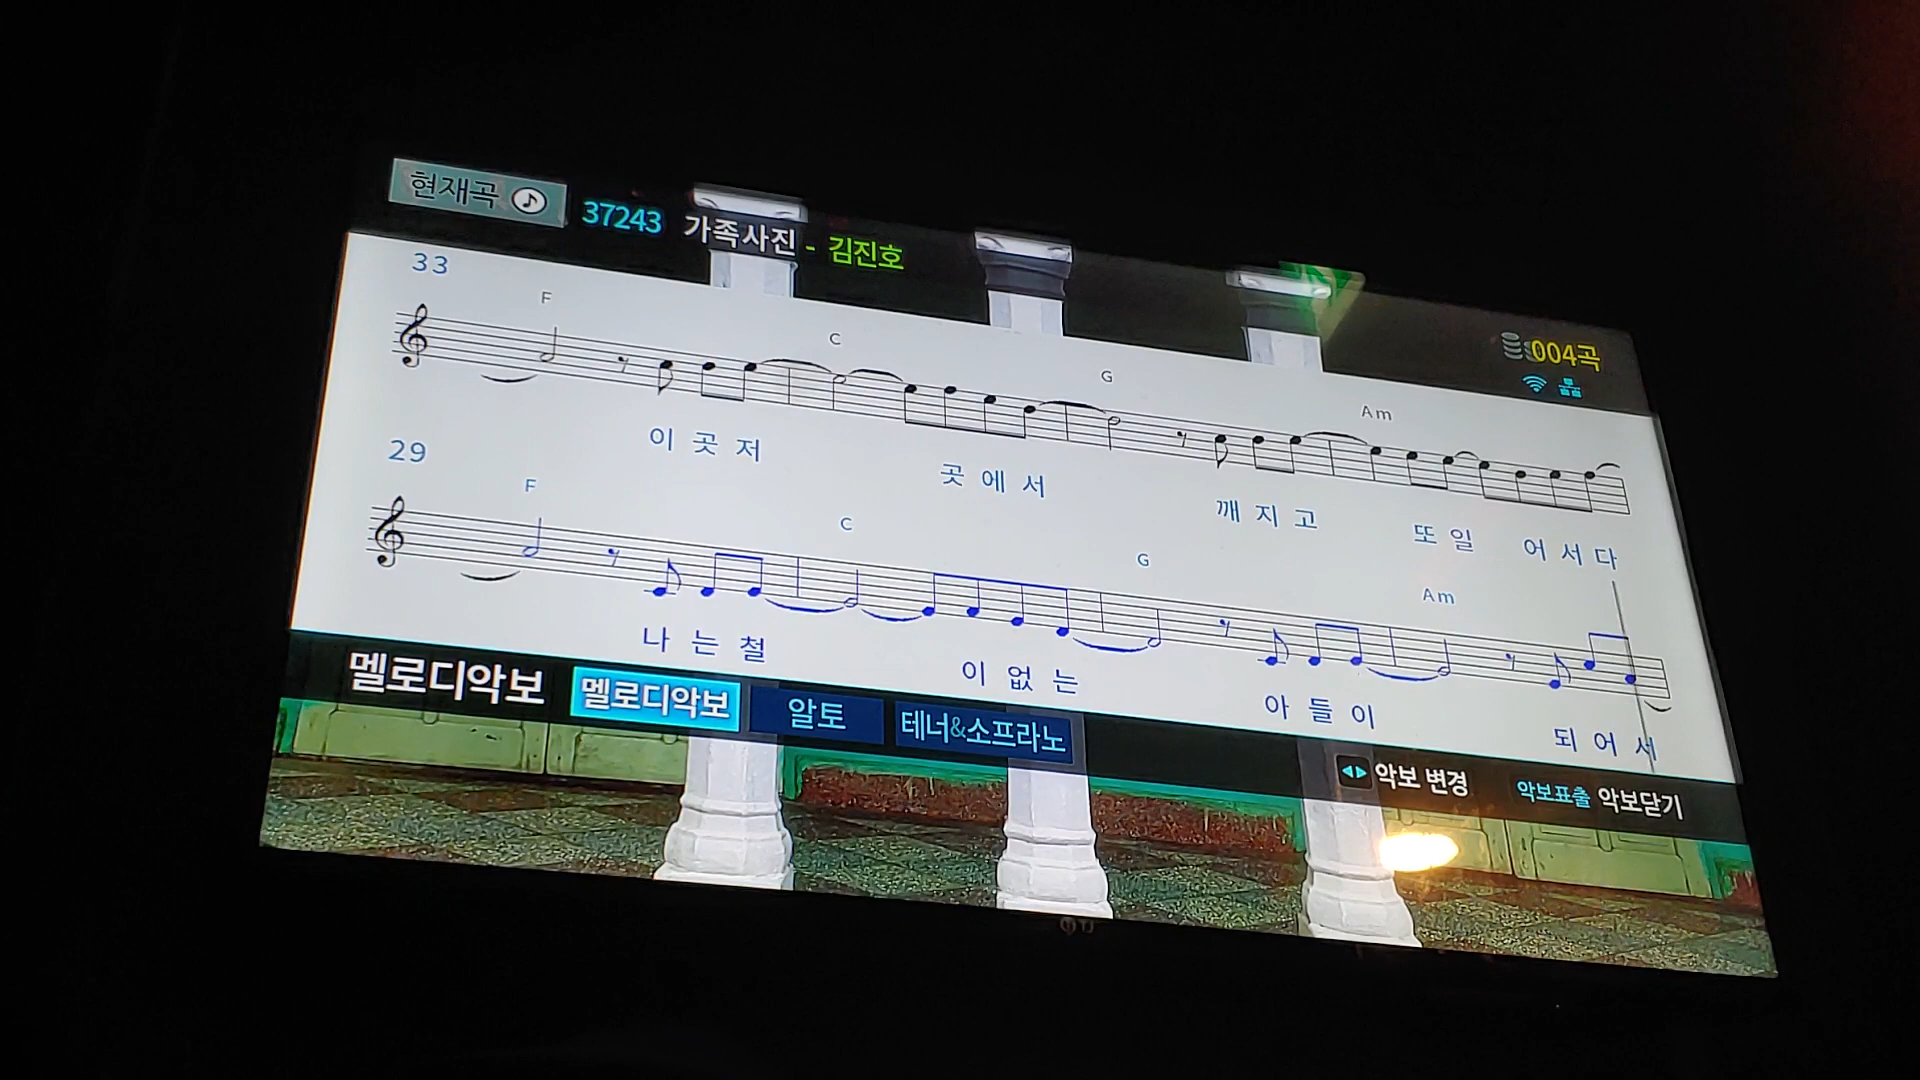 현재곡 37243 가족사진 - 김진호
004곡
33
F C G Am
이 곳 저 곳 에 서 깨 지 고 또 일 어 서 다
29
F C G Am
나 는 철 이 없 는 아 들 이 되 어 서
멜로디악보 멜로디악보 알토 테너&소프라노
악보 변경 악보표출 악보닫기